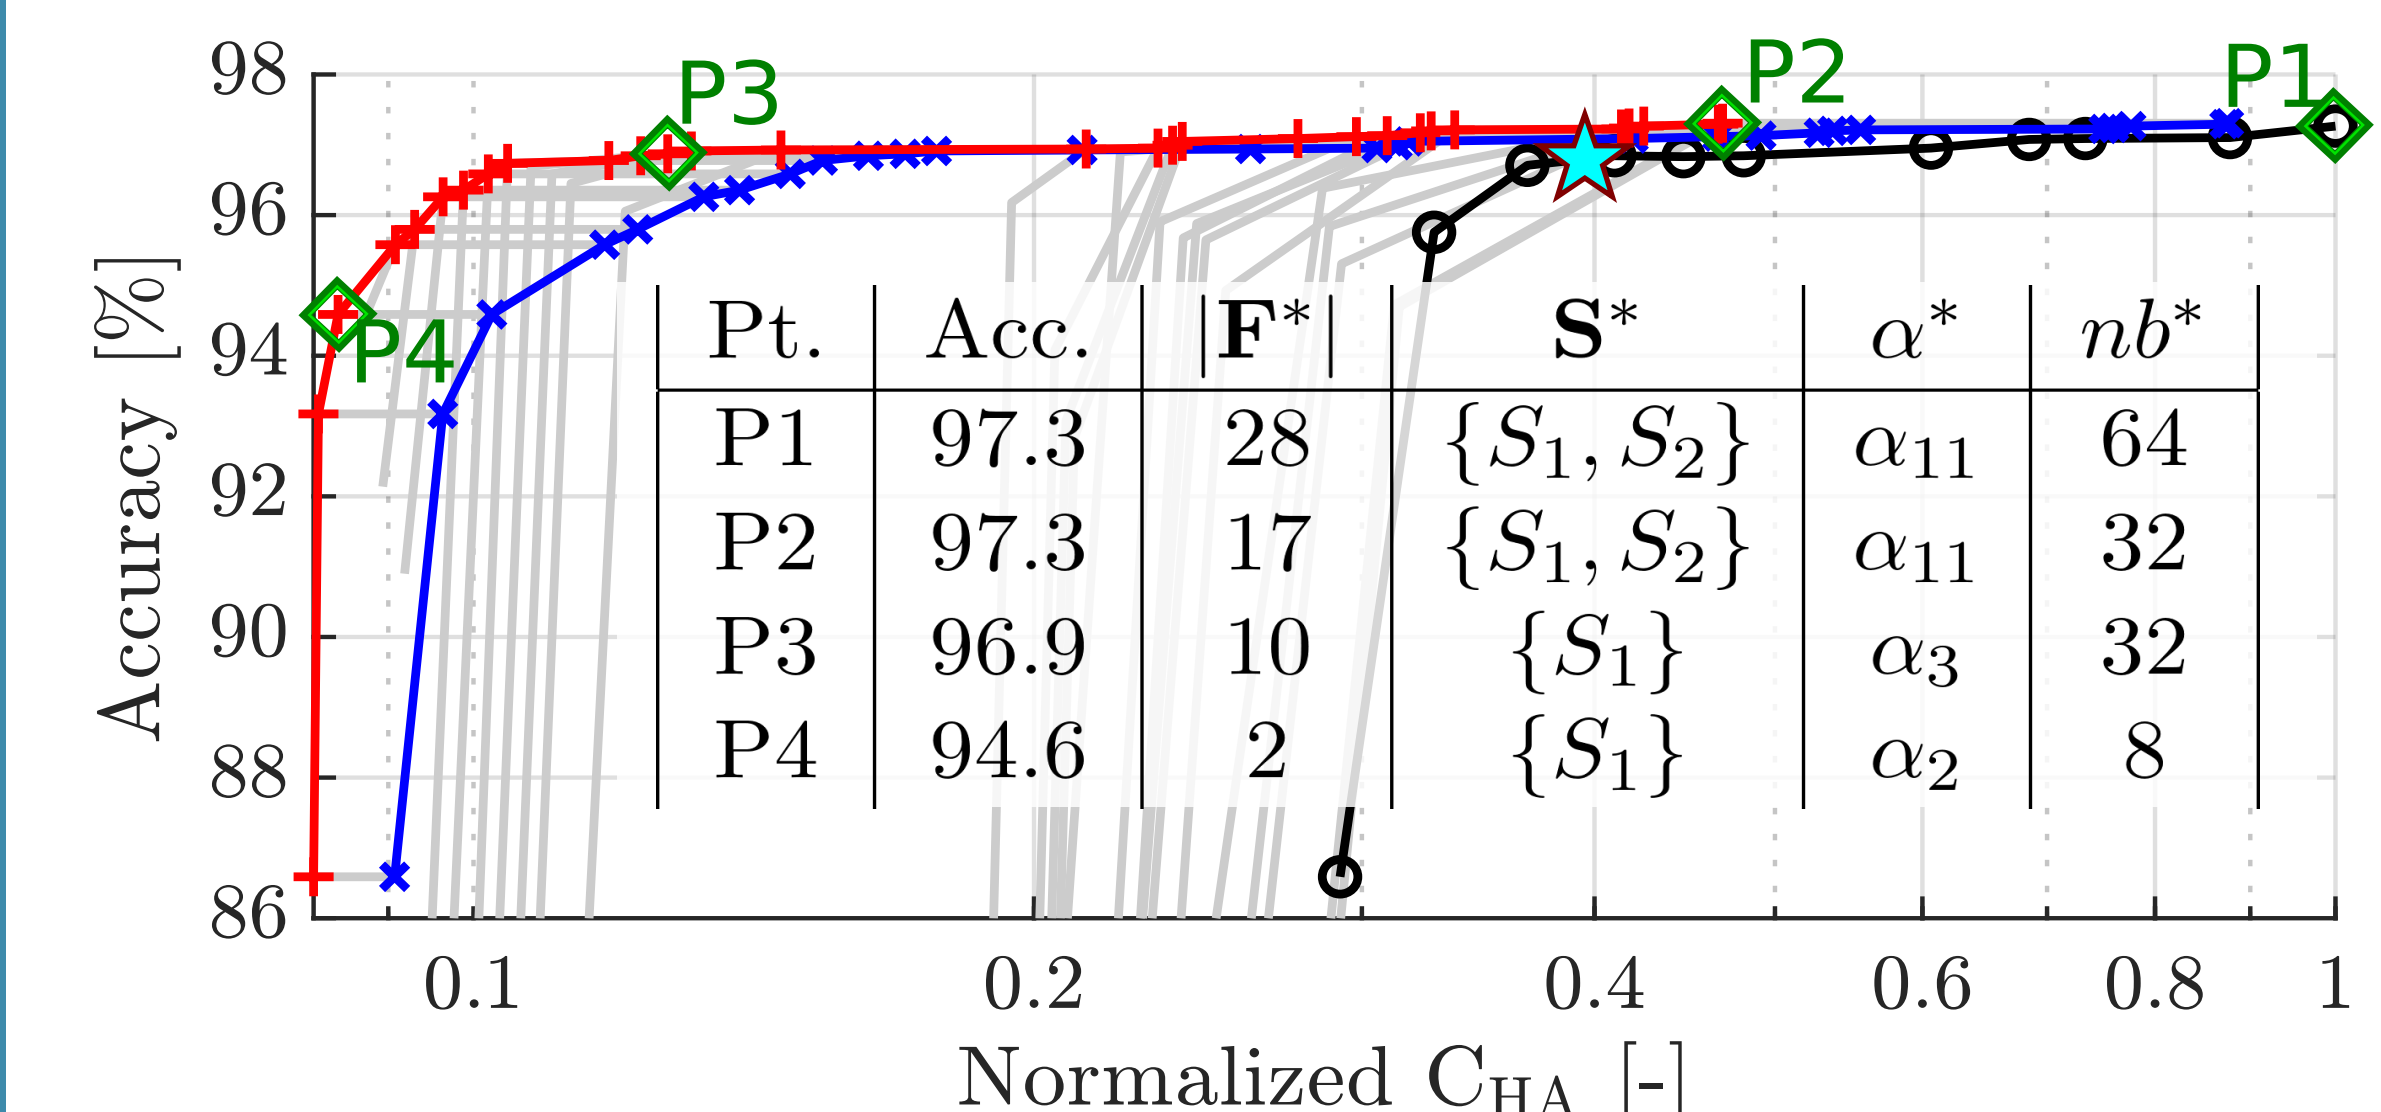 98
96
94
92
90
88
86
Accuracy [%]
P3
P2
P1
P4
Pt. Acc. |F*| S* α* nb*
P1 97.3 28 {S₁, S₂} α₁₁ 64
P2 97.3 17 {S₁, S₂} α₁₁ 32
P3 96.9 10 {S₁} α₃ 32
P4 94.6 2 {S₁} α₂ 8
0.1 0.2 0.4 0.6 0.8 1
Normalized C_HA [-]